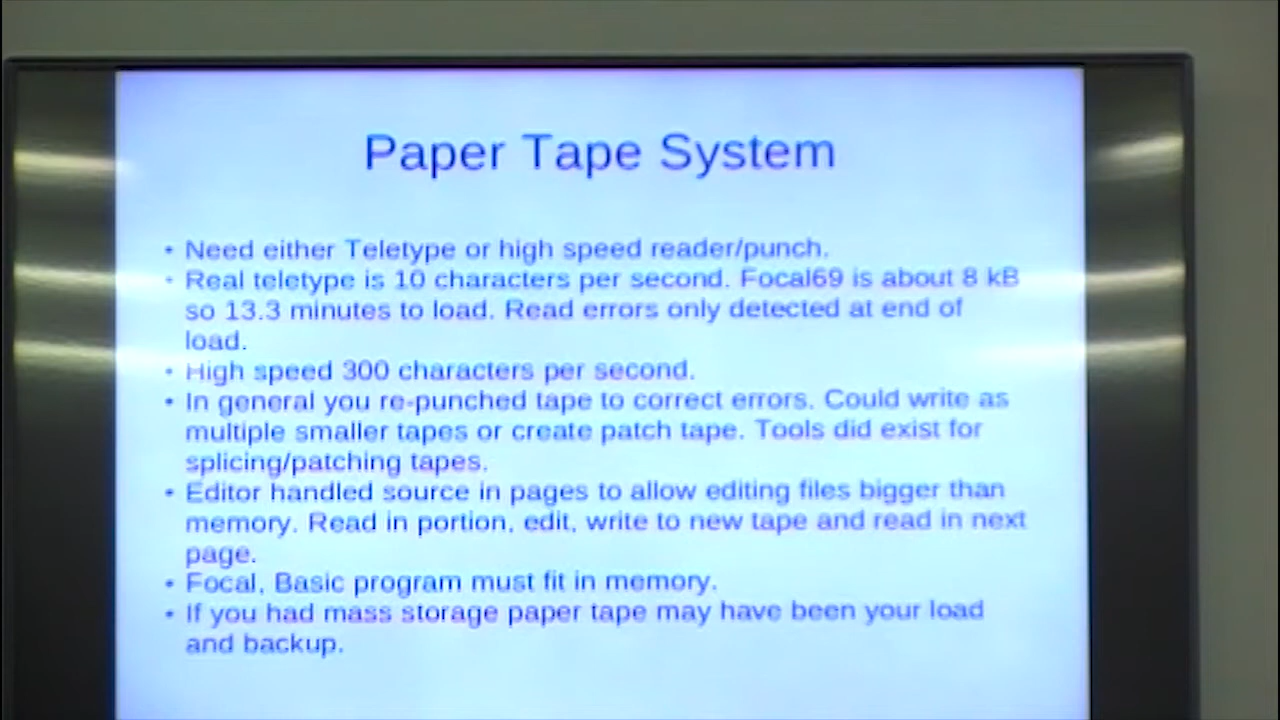 Paper Tape System
• Need either Teletype or high speed reader/punch.
• Real teletype is 10 characters per second. Focal69 is about 8 kB
so 13.3 minutes to load. Read errors only detected at end of
load.
• High speed 300 characters per second.
• In general you re-punched tape to correct errors. Could write as
multiple smaller tapes or create patch tape. Tools did exist for
splicing/patching tapes.
• Editor handled source in pages to allow editing files bigger than
memory. Read in portion, edit, write to new tape and read in next
page.
• Focal, Basic program must fit in memory.
• If you had mass storage paper tape may have been your load
and backup.